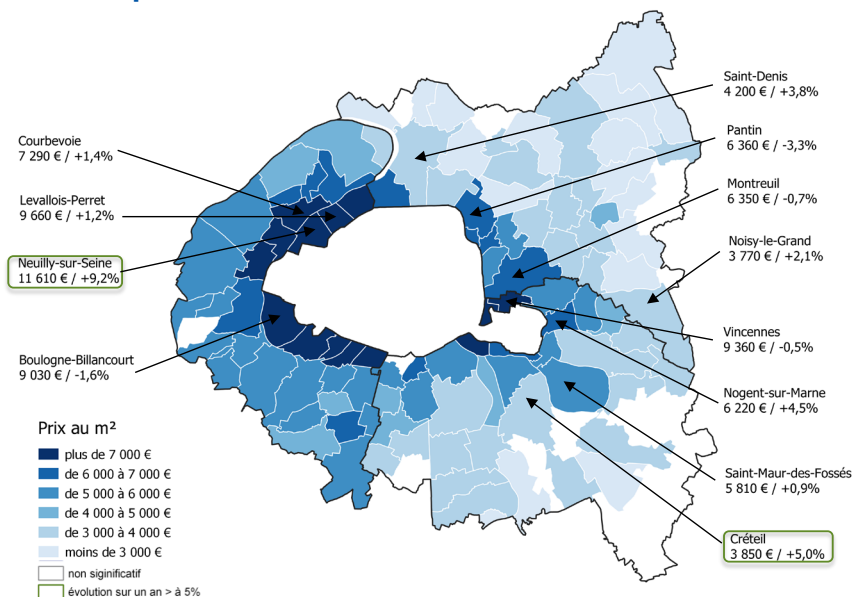 Saint-Denis
4 200 € / +3,8%
Pantin
6 360 € / -3,3%
Courbevoie
7 290 € / +1,4%
Montreuil
6 350 € / -0,7%
Levallois-Perret
9 660 € / +1,2%
Noisy-le-Grand
3 770 € / +2,1%
Neuilly-sur-Seine
11 610 € / +9,2%
Vincennes
9 360 € / -0,5%
Boulogne-Billancourt
9 030 € / -1,6%
Nogent-sur-Marne
6 220 € / +4,5%
Saint-Maur-des-Fossés
5 810 € / +0,9%
Créteil
3 850 € / +5,0%
Prix au m²
plus de 7 000 €
de 6 000 à 7 000 €
de 5 000 à 6 000 €
de 4 000 à 5 000 €
de 3 000 à 4 000 €
moins de 3 000 €
non siginificatif
évolution sur un an > à 5%